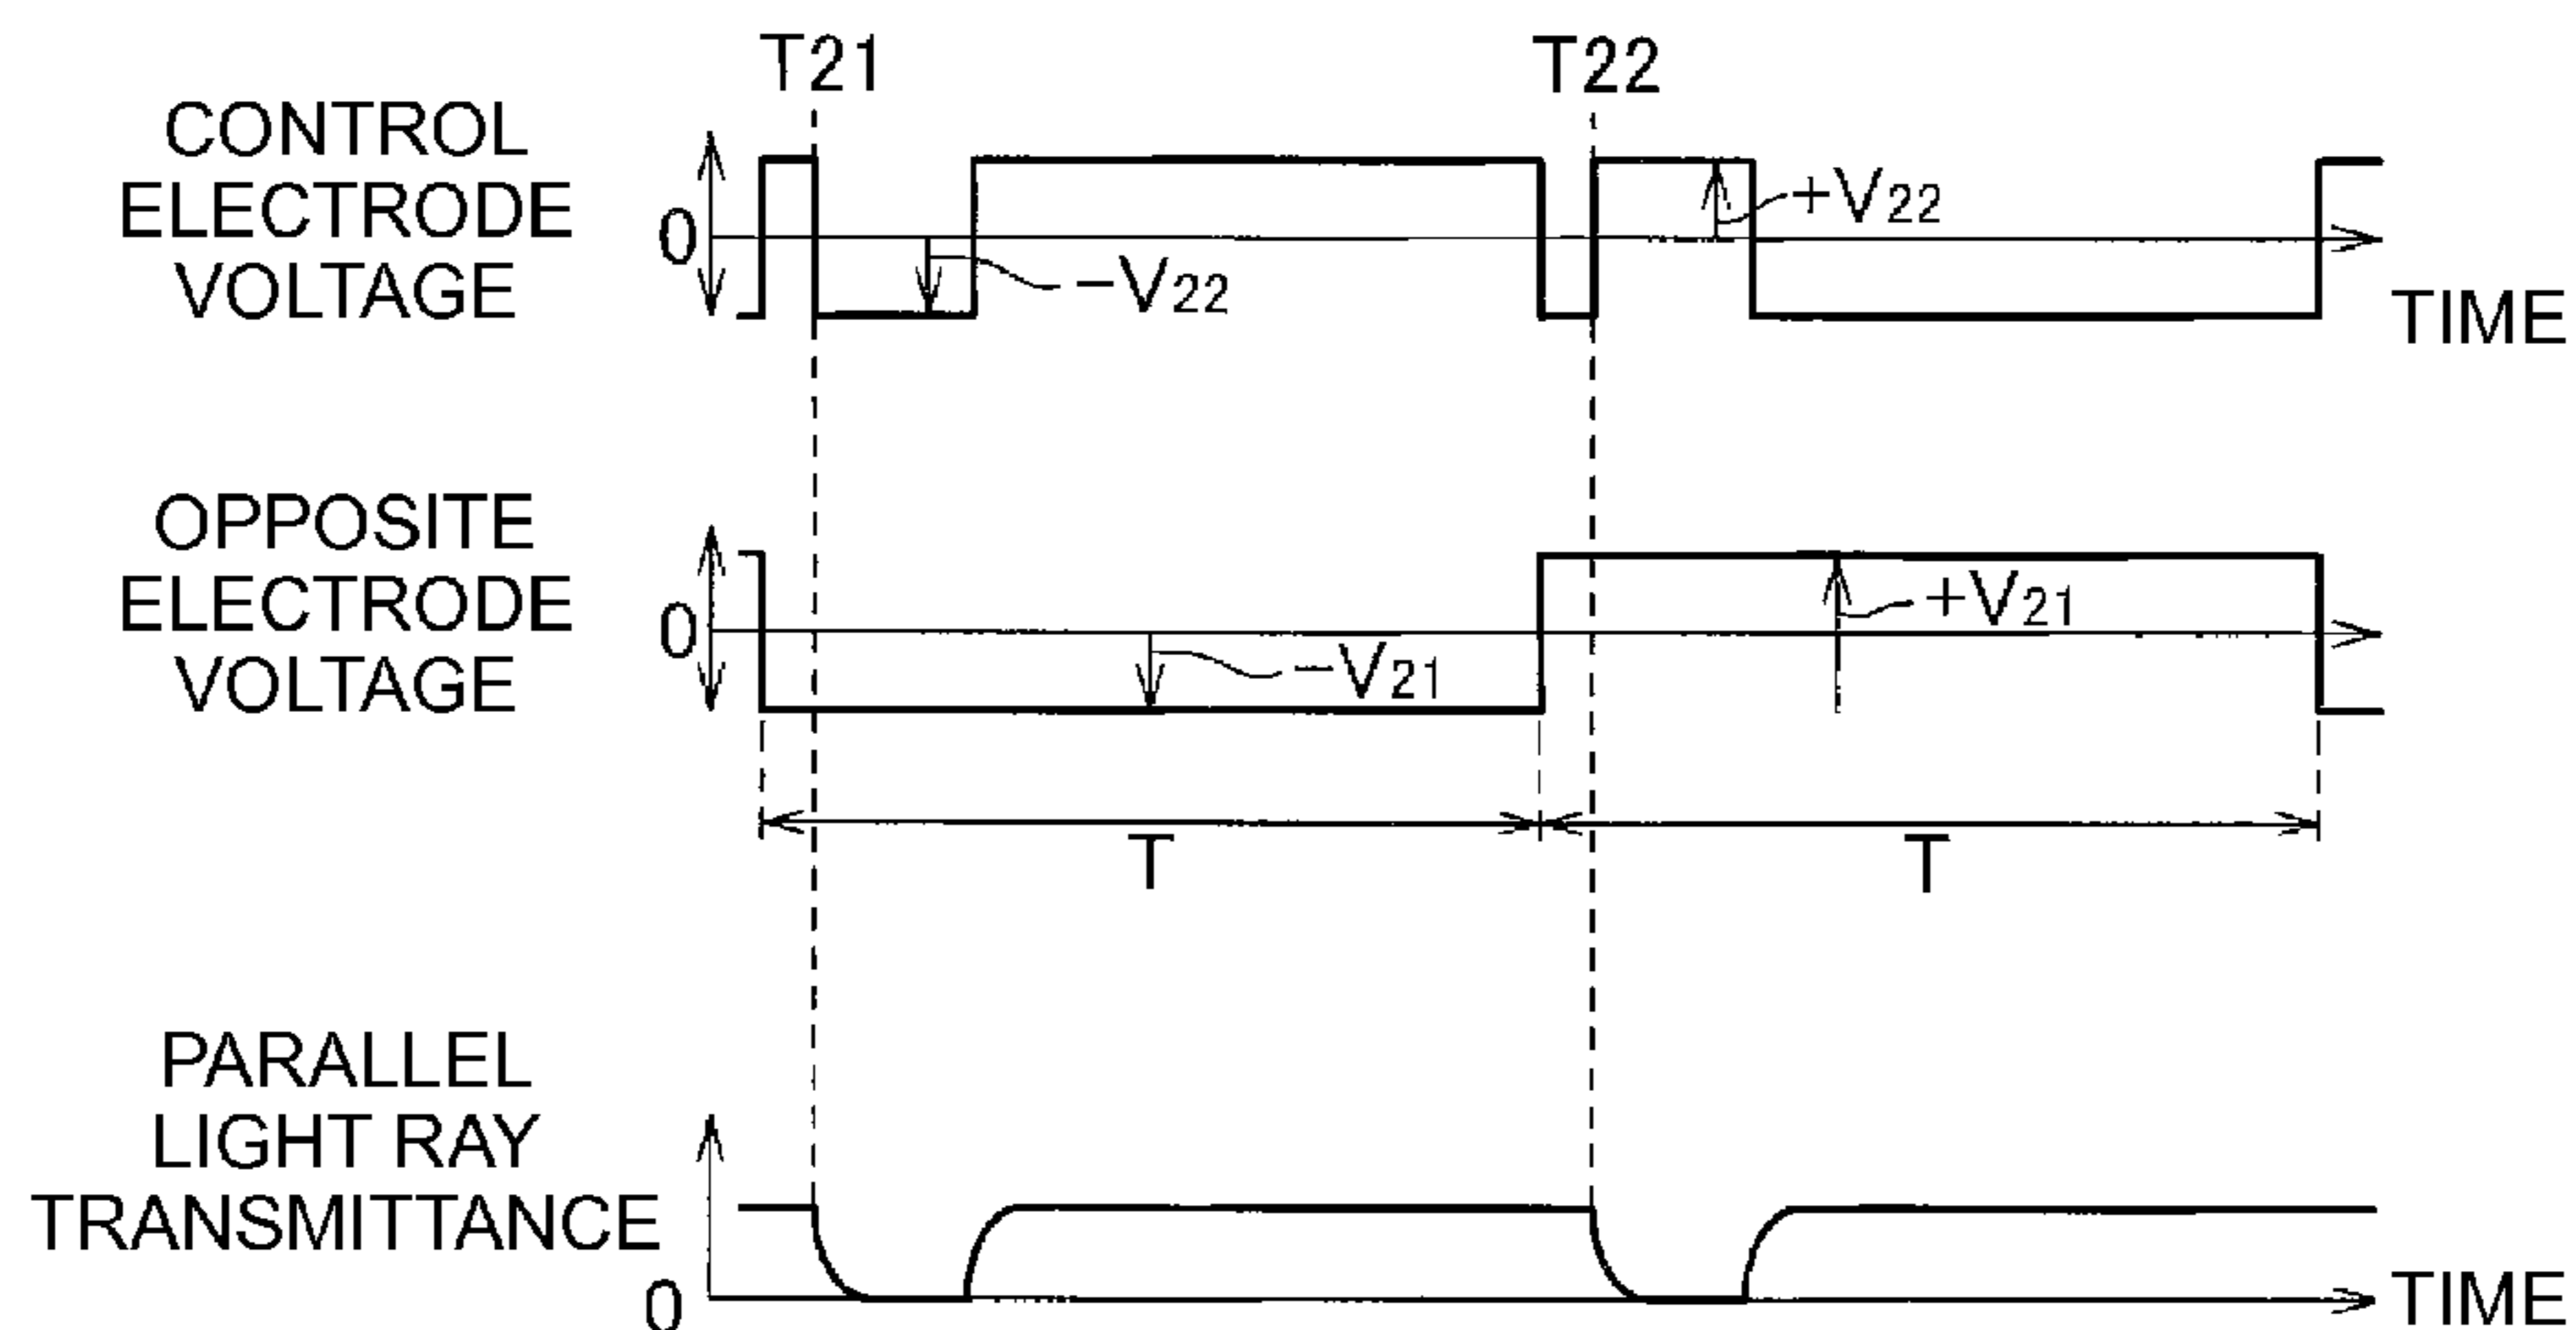 T21
T22
CONTROL
ELECTRODE
VOLTAGE
0
+V22
−V22
TIME
OPPOSITE
ELECTRODE
VOLTAGE
0
+V21
−V21
T
T
PARALLEL
LIGHT RAY
TRANSMITTANCE
0
TIME